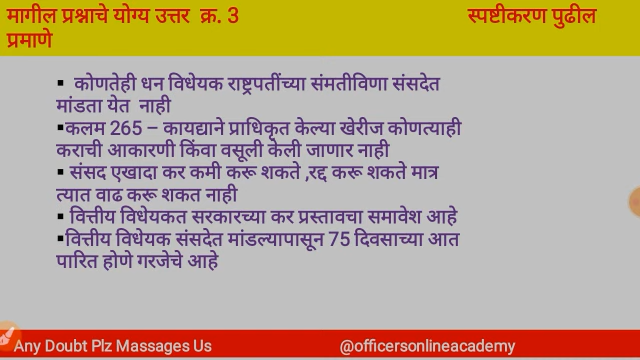 मागील प्रश्नाचे योग्य उत्तर क्र. 3 स्पष्टीकरण पुढील
प्रमाणे
▪ कोणतेही धन विधेयक राष्ट्रपतींच्या संमतीविणा संसदेत
मांडता येत नाही
▪कलम 265 – कायद्याने प्राधिकृत केल्या खेरीज कोणत्याही
कराची आकारणी किंवा वसूली केली जाणार नाही
▪ संसद एखादा कर कमी करू शकते ,रद्द करू शकते मात्र
त्यात वाढ करू शकत नाही
▪ वित्तीय विधेयकत सरकारच्या कर प्रस्तावचा समावेश आहे
▪वित्तीय विधेयक संसदेत मांडल्यापासून 75 दिवसाच्या आत
पारित होणे गरजेचे आहे
Any Doubt Plz Massages Us @officersonlineacademy